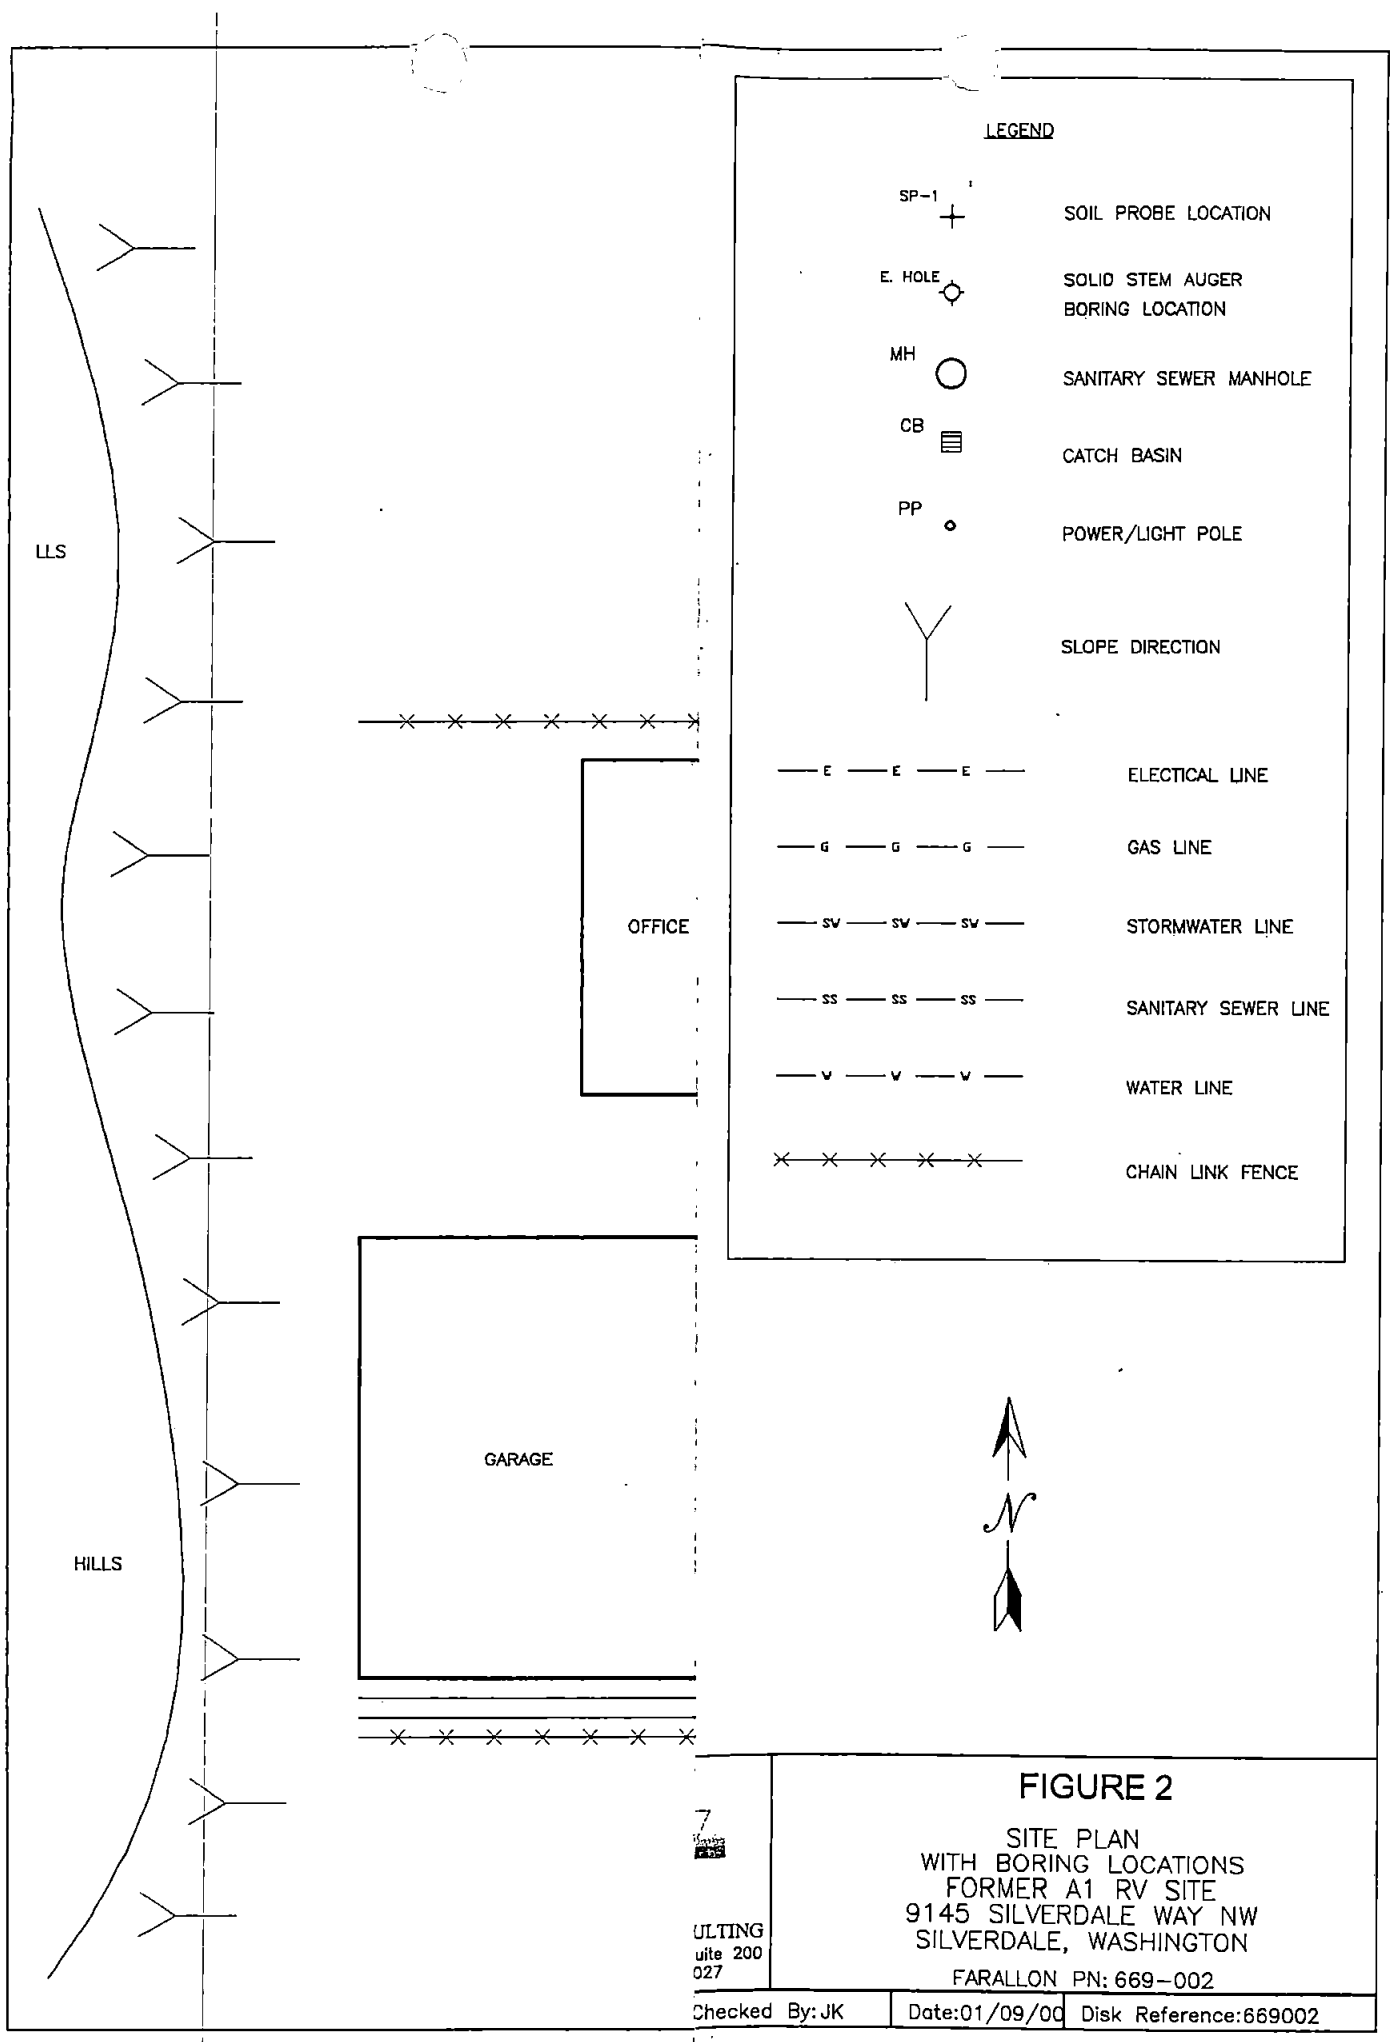 LEGEND
SP-1
SOIL PROBE LOCATION
E. HOLE
SOLID STEM AUGER
BORING LOCATION
MH
SANITARY SEWER MANHOLE
CB
CATCH BASIN
PP
POWER/LIGHT POLE
SLOPE DIRECTION
E E E
ELECTICAL LINE
G G G
GAS LINE
SW SW SW
STORMWATER LINE
SS SS SS
SANITARY SEWER LINE
W W W
WATER LINE
CHAIN LINK FENCE
LLS
OFFICE
GARAGE
HILLS
N
FIGURE 2
SITE PLAN
WITH BORING LOCATIONS
FORMER A1 RV SITE
9145 SILVERDALE WAY NW
SILVERDALE, WASHINGTON
FARALLON PN: 669-002
ULTING
uite 200
027
Checked By: JK
Date:01/09/00
Disk Reference:669002